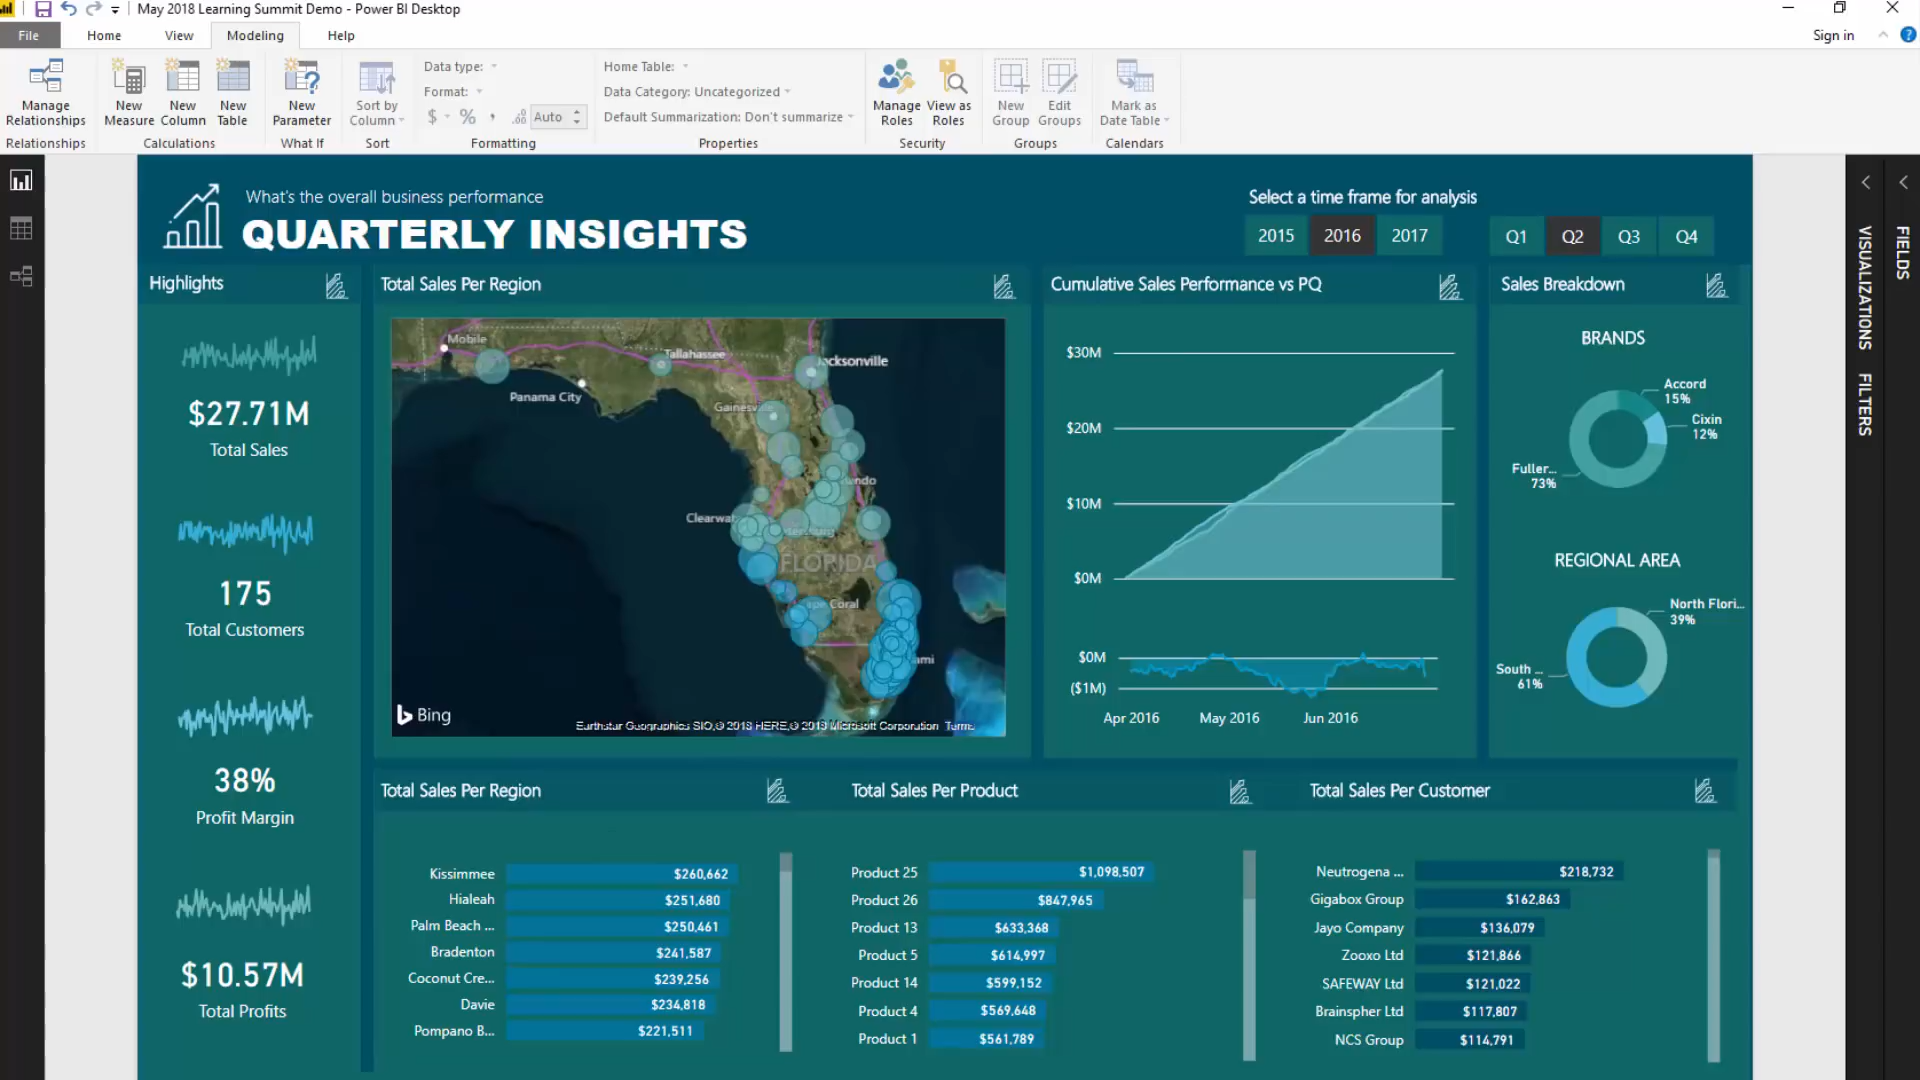 May 2018 Learning Summit Demo - Power BI Desktop
File Home View Modeling Help Sign in
Manage Relationships
New Measure
New Column
New Table
New Parameter
Sort by Column
Data type:
Format:
$ % , .00 Auto
Home Table:
Data Category: Uncategorized
Default Summarization: Don't summarize
Manage Roles
View as Roles
New Group
Edit Groups
Mark as Date Table
Relationships Calculations What If Sort Formatting Properties Security Groups Calendars
What's the overall business performance
QUARTERLY INSIGHTS
Select a time frame for analysis
2015 2016 2017 Q1 Q2 Q3 Q4
VISUALIZATIONS
FILTERS
FIELDS
Highlights
$27.71M
Total Sales
175
Total Customers
38%
Profit Margin
$10.57M
Total Profits
Total Sales Per Region
Mobile
Tallahassee
Jacksonville
Panama City
Gainesville
Clearwat
FLORIDA
Coral
Bing
Earthstar Geographics SIO,© 2018 HERE,© 2018 Microsoft Corporation Terms
Cumulative Sales Performance vs PQ
$30M
$20M
$10M
$0M
$0M
($1M)
Apr 2016 May 2016 Jun 2016
Sales Breakdown
BRANDS
Accord
15%
Cixin
12%
Fuller...
73%
REGIONAL AREA
North Flori...
39%
South ...
61%
Total Sales Per Region
Kissimmee $260,662
Hialeah $251,680
Palm Beach ... $250,461
Bradenton $241,587
Coconut Cre... $239,256
Davie $234,818
Pompano B... $221,511
Total Sales Per Product
Product 25 $1,098,507
Product 26 $847,965
Product 13 $633,368
Product 5 $614,997
Product 14 $599,152
Product 4 $569,648
Product 1 $561,789
Total Sales Per Customer
Neutrogena ... $218,732
Gigabox Group $162,863
Jayo Company $136,079
Zooxo Ltd $121,866
SAFEWAY Ltd $121,022
Brainspher Ltd $117,807
NCS Group $114,791